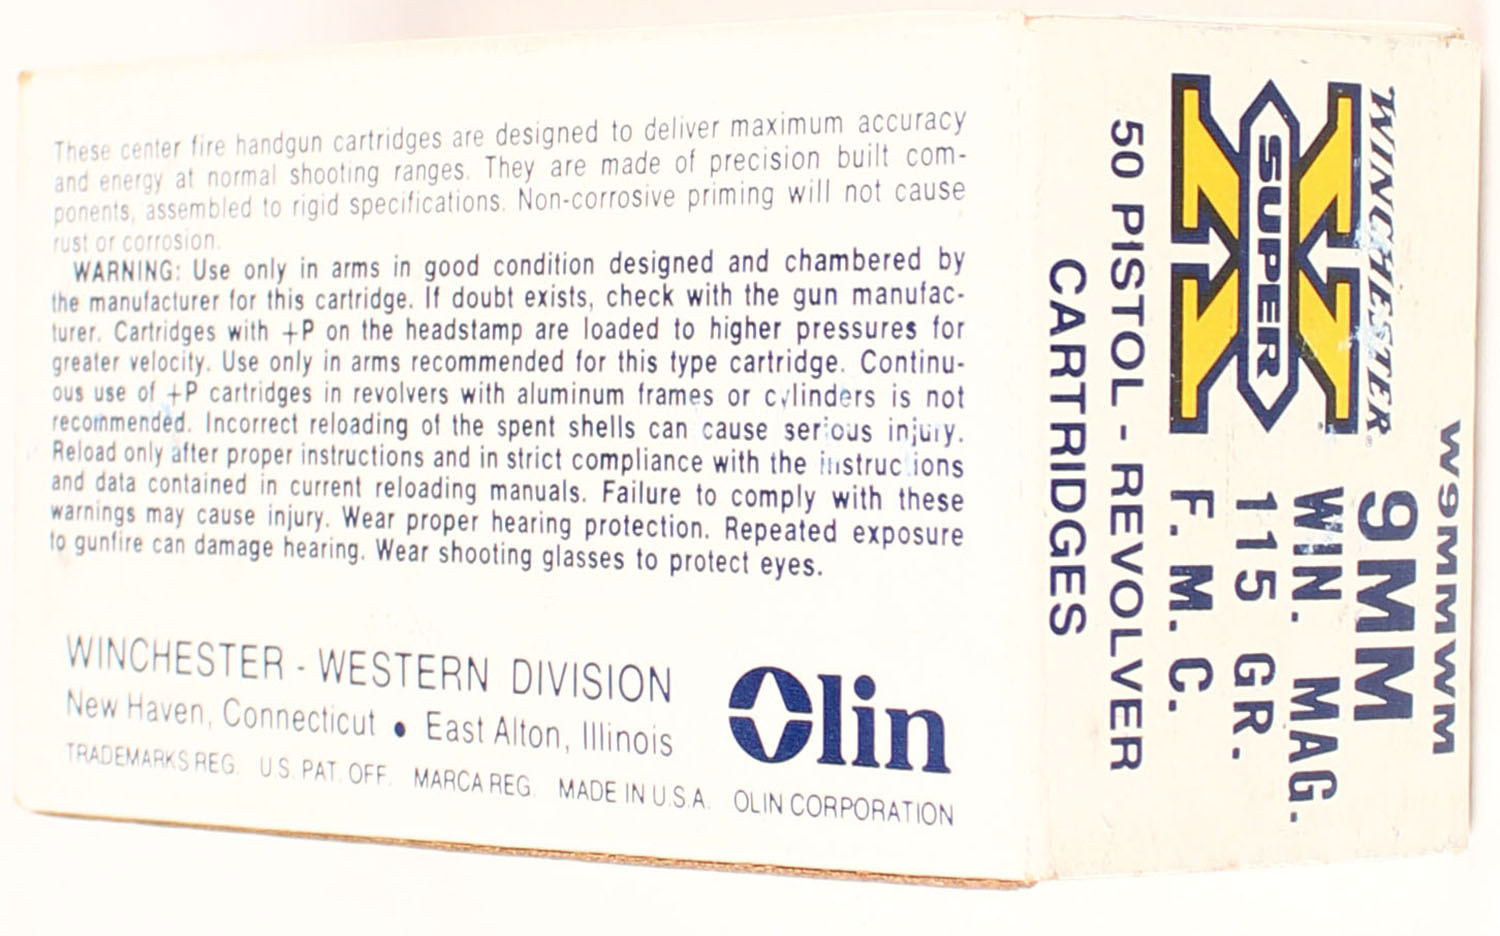 These center fire handgun cartridges are designed to deliver maximum accuracy
and energy at normal shooting ranges. They are made of precision built com-
ponents, assembled to rigid specifications. Non-corrosive priming will not cause
rust or corrosion.
WARNING: Use only in arms in good condition designed and chambered by
the manufacturer for this cartridge. If doubt exists, check with the gun manufac-
turer. Cartridges with +P on the headstamp are loaded to higher pressures for
greater velocity. Use only in arms recommended for this type cartridge. Continu-
ous use of +P cartridges in revolvers with aluminum frames or cylinders is not
recommended. Incorrect reloading of the spent shells can cause serious injury.
Reload only after proper instructions and in strict compliance with the instructions
and data contained in current reloading manuals. Failure to comply with these
warnings may cause injury. Wear proper hearing protection. Repeated exposure
to gunfire can damage hearing. Wear shooting glasses to protect eyes.
WINCHESTER - WESTERN DIVISION
New Haven, Connecticut • East Alton, Illinois
Olin
TRADEMARKS REG. U.S. PAT. OFF. MARCA REG. MADE IN U.S.A. OLIN CORPORATION
W9MMWM
WINCHESTER®
SUPER X
9MM
WIN. MAG.
115 GR.
F. M. C.
50 PISTOL - REVOLVER
CARTRIDGES